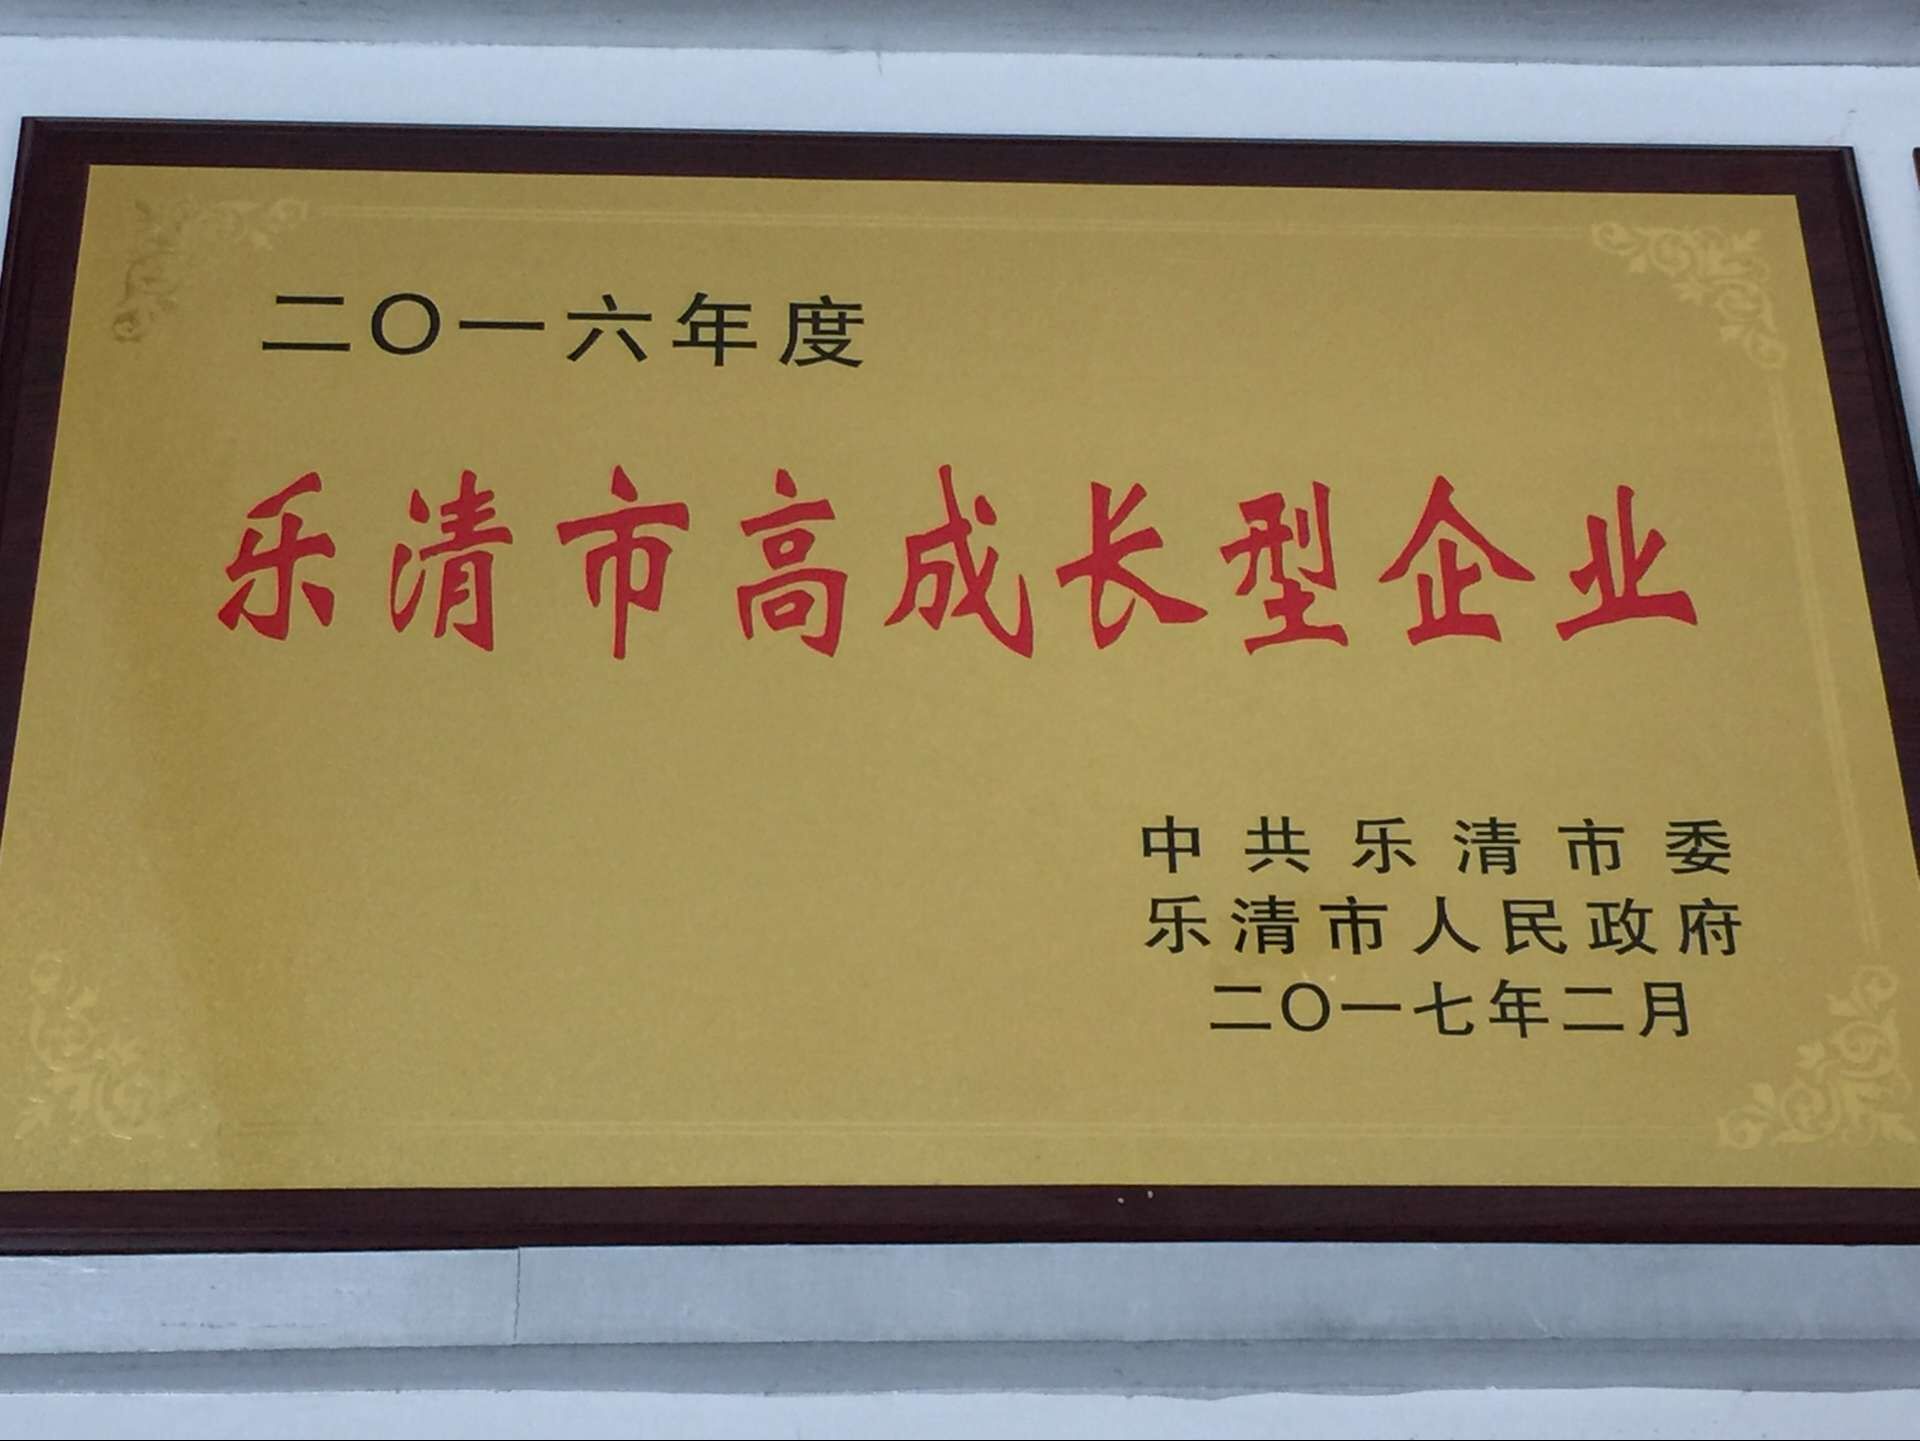 二〇一六年度
乐清市高成长型企业
中共乐清市委
乐清市人民政府
二〇一七年二月